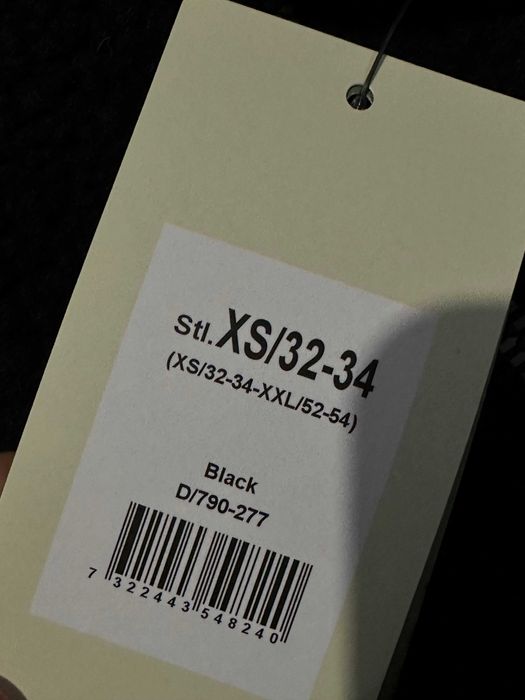 Stl. XS/32-34
(XS/32-34-XXL/52-54)
Black
D/790-277
7 322443 548240